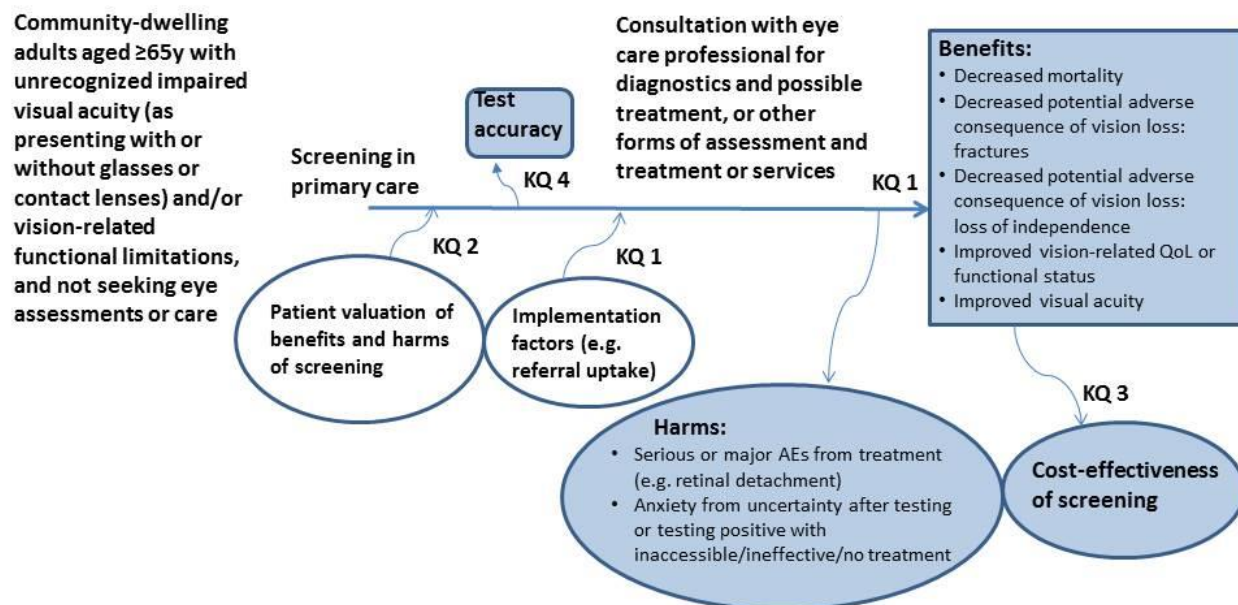 Community-dwelling
adults aged ≥65y with
unrecognized impaired
visual acuity (as
presenting with or
without glasses or
contact lenses) and/or
vision-related
functional limitations,
and not seeking eye
assessments or care
Screening in
primary care
Test
accuracy
KQ 4
Consultation with eye
care professional for
diagnostics and possible
treatment, or other
forms of assessment and
treatment or services
KQ 1
KQ 2
KQ 1
Patient valuation of
benefits and harms
of screening
Implementation
factors (e.g.
referral uptake)
Benefits:
• Decreased mortality
• Decreased potential adverse
consequence of vision loss:
fractures
• Decreased potential adverse
consequence of vision loss:
loss of independence
• Improved vision-related QoL or
functional status
• Improved visual acuity
KQ 3
Harms:
• Serious or major AEs from treatment
(e.g. retinal detachment)
• Anxiety from uncertainty after testing
or testing positive with
inaccessible/ineffective/no treatment
Cost-effectiveness
of screening